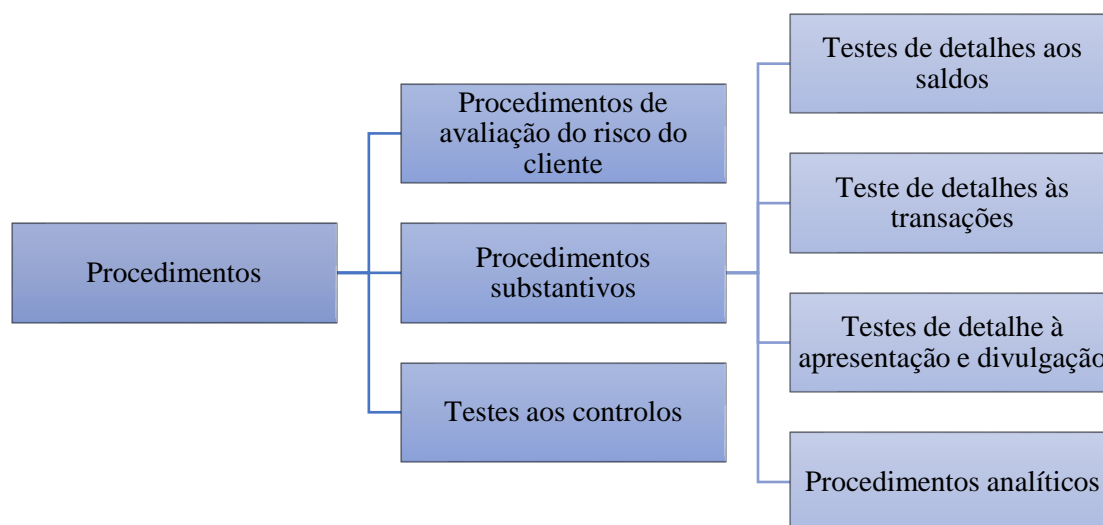 Procedimentos
Procedimentos de
avaliação do risco do
cliente
Procedimentos
substantivos
Testes aos controlos
Testes de detalhes aos
saldos
Teste de detalhes às
transações
Testes de detalhe à
apresentação e divulgação
Procedimentos analíticos